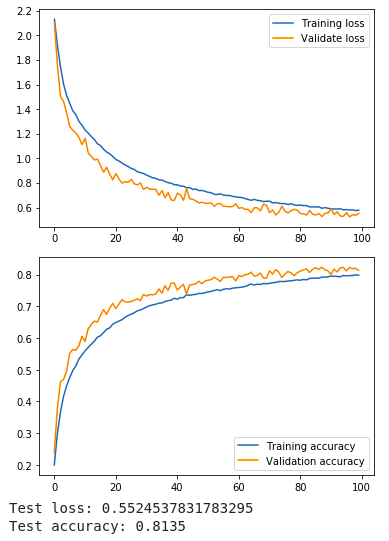 2.2
2.0
1.8
1.6
1.4
1.2
1.0
0.8
0.6
Training loss
Validate loss
0 20 40 60 80 100
0.8
0.7
0.6
0.5
0.4
0.3
0.2
Training accuracy
Validation accuracy
0 20 40 60 80 100
Test loss: 0.5524537831783295
Test accuracy: 0.8135